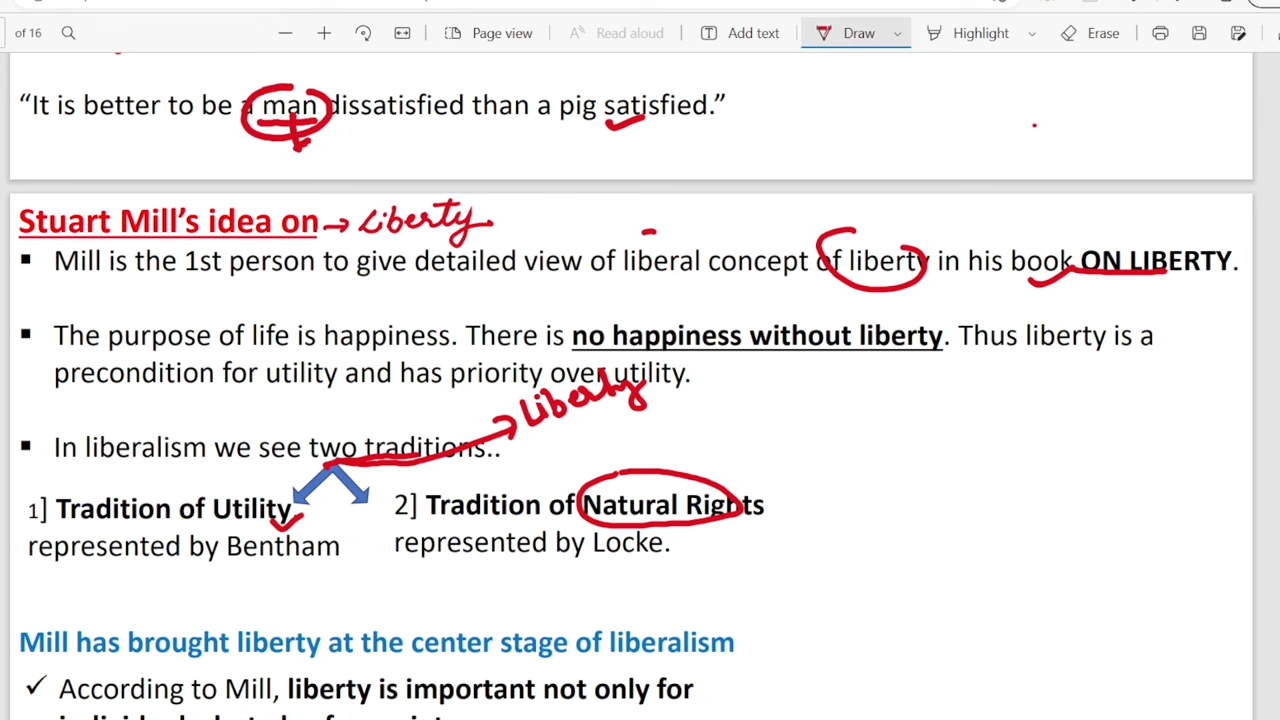 of 16
Page view
Read aloud
Add text
Draw
Highlight
Erase
“It is better to be a man dissatisfied than a pig satisfied.”
Stuart Mill’s idea on → Liberty
▪ Mill is the 1st person to give detailed view of liberal concept of liberty in his book ON LIBERTY.
▪ The purpose of life is happiness. There is no happiness without liberty. Thus liberty is a
precondition for utility and has priority over utility.
Liberty
▪ In liberalism we see two traditions..
1] Tradition of Utility
represented by Bentham
2] Tradition of Natural Rights
represented by Locke.
Mill has brought liberty at the center stage of liberalism
✓ According to Mill, liberty is important not only for